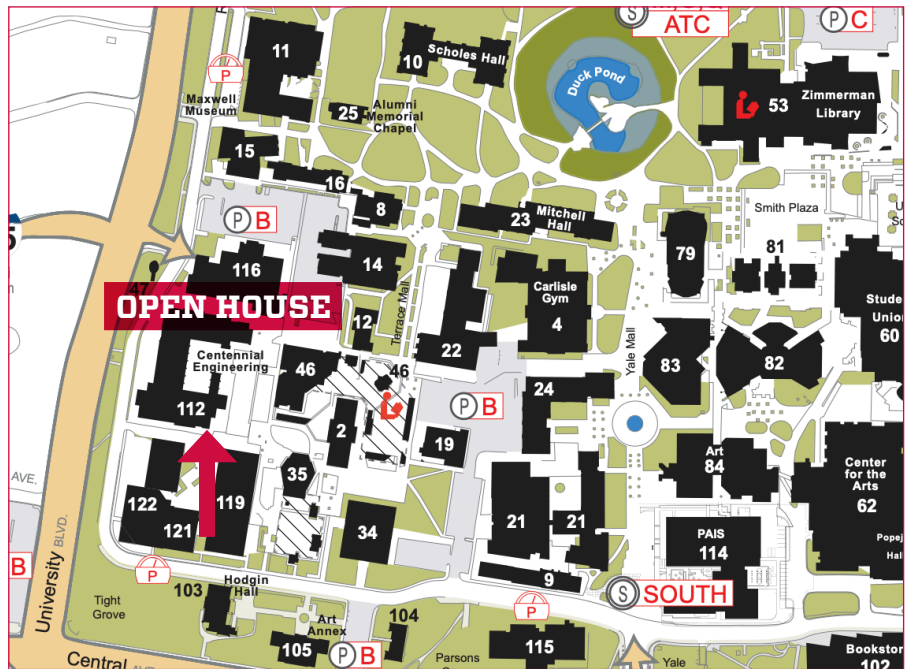 S
ATC
P C
11
P
Maxwell
Museum
10
Scholes Hall
25
Alumni
Memorial
Chapel
Duck Pond
53
Zimmerman
Library
15
16
8
P B
23
Mitchell
Hall
Smith Plaza
79
81
116
14
47
OPEN HOUSE
12
Terrace Mall
22
Carlisle
Gym
4
Yale Mall
83
82
60
Centennial
Engineering
46
46
112
P B
24
2
19
Art
84
Center
for the
Arts
62
35
122
119
121
34
21
21
PAIS
114
AVE.
B
University BLVD.
P
103
Hodgin
Hall
9
P
S SOUTH
Tight
Grove
Art
Annex
104
105
P B
115
Parsons
Yale
Central AVE
102